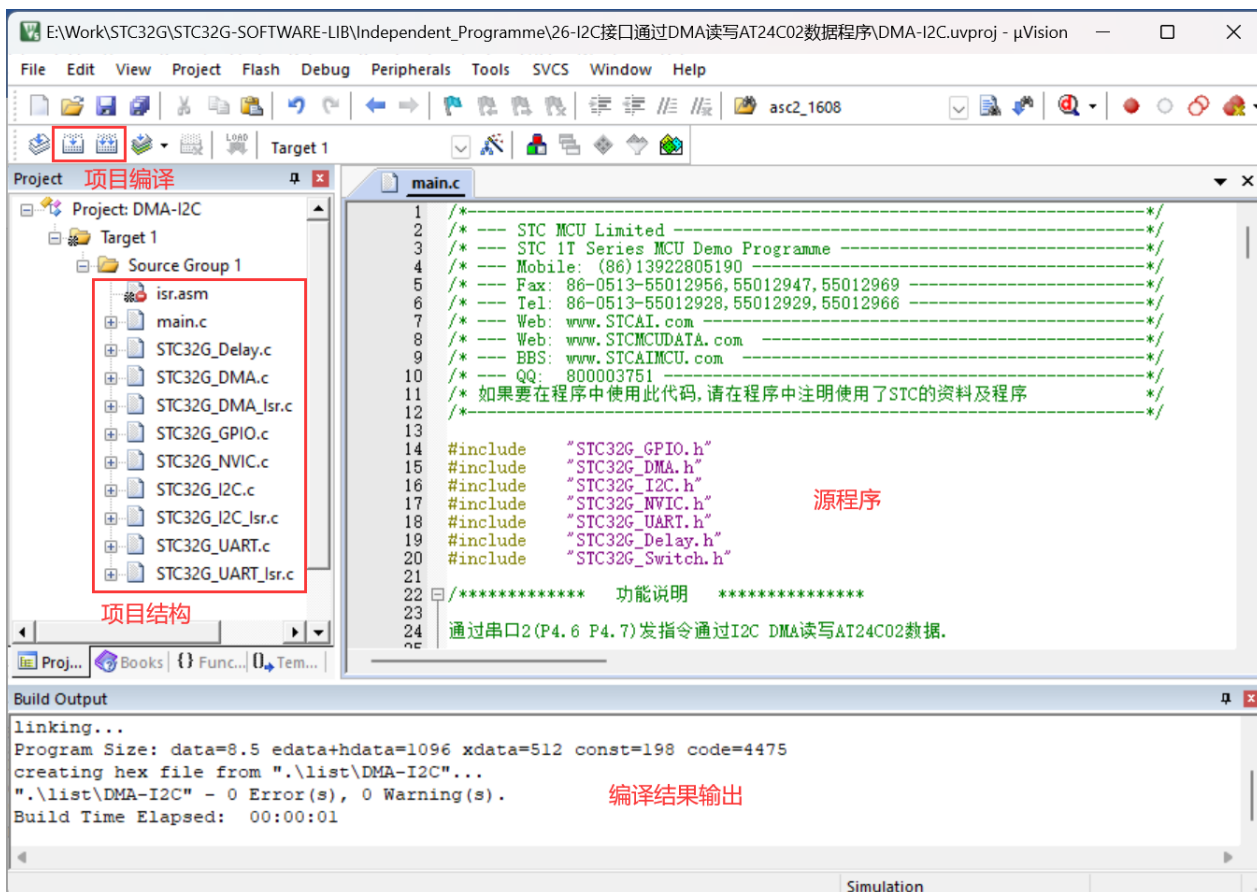 E:\Work\STC32G\STC32G-SOFTWARE-LIB\Independent_Programme\26-I2C接口通过DMA读写AT24C02数据程序\DMA-I2C.uvproj - µVision
File Edit View Project Flash Debug Peripherals Tools SVCS Window Help
asc2_1608
LOAD
Target 1
Project
项目编译
Project: DMA-I2C
Target 1
Source Group 1
isr.asm
main.c
STC32G_Delay.c
STC32G_DMA.c
STC32G_DMA_Isr.c
STC32G_GPIO.c
STC32G_NVIC.c
STC32G_I2C.c
STC32G_I2C_Isr.c
STC32G_UART.c
STC32G_UART_Isr.c
项目结构
Proj... Books {} Func... Tem...
main.c
1 /*---------------------------------------------------------------------*/
2 /* --- STC MCU Limited ------------------------------------------------*/
3 /* --- STC 1T Series MCU Demo Programme -------------------------------*/
4 /* --- Mobile: (86)13922805190 ----------------------------------------*/
5 /* --- Fax: 86-0513-55012956,55012947,55012969 ------------------------*/
6 /* --- Tel: 86-0513-55012928,55012929,55012966 ------------------------*/
7 /* --- Web: www.STCAI.com ---------------------------------------------*/
8 /* --- Web: www.STCMCUDATA.com ---------------------------------------*/
9 /* --- BBS: www.STCAIMCU.com -----------------------------------------*/
10 /* --- QQ: 800003751 -------------------------------------------------*/
11 /* 如果要在程序中使用此代码,请在程序中注明使用了STC的资料及程序 */
12 /*---------------------------------------------------------------------*/
13
14 #include "STC32G_GPIO.h"
15 #include "STC32G_DMA.h"
16 #include "STC32G_I2C.h"
17 #include "STC32G_NVIC.h"
18 #include "STC32G_UART.h"
19 #include "STC32G_Delay.h"
20 #include "STC32G_Switch.h"
21
22 /************* 功能说明 ***************
23
24 通过串口2(P4.6 P4.7)发指令通过I2C DMA读写AT24C02数据.
25
源程序
Build Output
linking...
Program Size: data=8.5 edata+hdata=1096 xdata=512 const=198 code=4475
creating hex file from ".\list\DMA-I2C"...
".\list\DMA-I2C" - 0 Error(s), 0 Warning(s).
Build Time Elapsed: 00:00:01
编译结果输出
Simulation